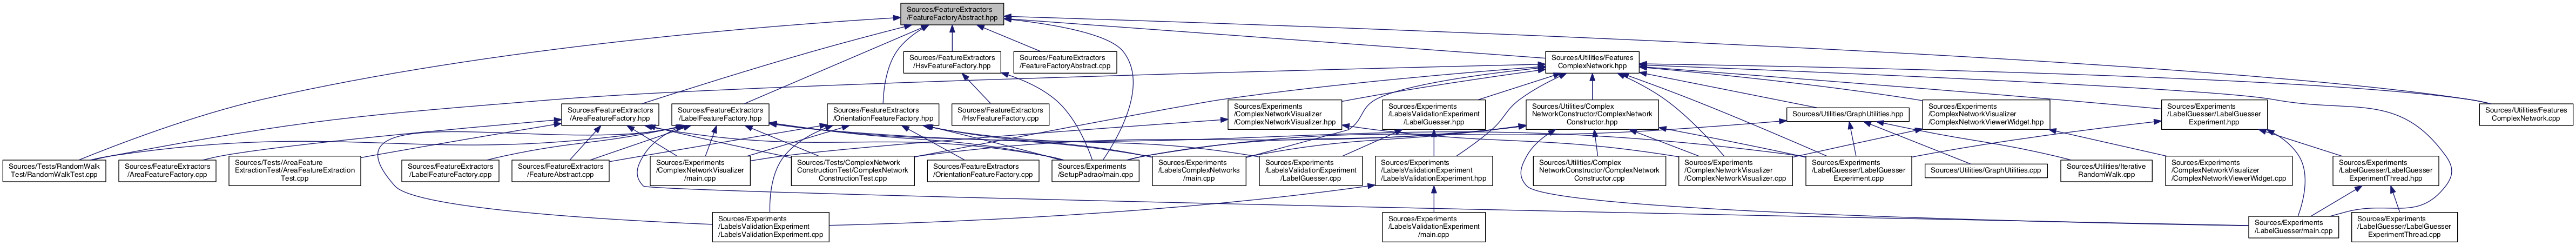 Sources/FeatureExtractors
/FeatureFactoryAbstract.hpp
Sources/FeatureExtractors
/HsvFeatureFactory.hpp
Sources/FeatureExtractors
/FeatureFactoryAbstract.cpp
Sources/Utilities/Features
ComplexNetwork.hpp
Sources/FeatureExtractors
/AreaFeatureFactory.hpp
Sources/FeatureExtractors
/LabelFeatureFactory.hpp
Sources/FeatureExtractors
/OrientationFeatureFactory.hpp
Sources/FeatureExtractors
/HsvFeatureFactory.cpp
Sources/Experiments
/ComplexNetworkVisualizer
/ComplexNetworkVisualizer.hpp
Sources/Experiments
/LabelsValidationExperiment
/LabelGuesser.hpp
Sources/Utilities/Complex
NetworkConstructor/ComplexNetwork
Constructor.hpp
Sources/Utilities/GraphUtilities.hpp
Sources/Experiments
/ComplexNetworkVisualizer
/ComplexNetworkViewerWidget.hpp
Sources/Experiments
/LabelGuesser/LabelGuesser
Experiment.hpp
Sources/Utilities/Features
ComplexNetwork.cpp
Sources/Tests/RandomWalk
Test/RandomWalkTest.cpp
Sources/FeatureExtractors
/AreaFeatureFactory.cpp
Sources/Tests/AreaFeature
ExtractionTest/AreaFeatureExtraction
Test.cpp
Sources/FeatureExtractors
/LabelFeatureFactory.cpp
Sources/FeatureExtractors
/FeatureAbstract.cpp
Sources/Experiments
/ComplexNetworkVisualizer
/main.cpp
Sources/Tests/ComplexNetwork
ConstructionTest/ComplexNetwork
ConstructionTest.cpp
Sources/FeatureExtractors
/OrientationFeatureFactory.cpp
Sources/Experiments
/SetupPadrao/main.cpp
Sources/Experiments
/LabelsComplexNetworks
/main.cpp
Sources/Experiments
/LabelsValidationExperiment
/LabelGuesser.cpp
Sources/Experiments
/LabelsValidationExperiment
/LabelsValidationExperiment.hpp
Sources/Utilities/Complex
NetworkConstructor/ComplexNetwork
Constructor.cpp
Sources/Experiments
/ComplexNetworkVisualizer
/ComplexNetworkVisualizer.cpp
Sources/Experiments
/LabelGuesser/LabelGuesser
Experiment.cpp
Sources/Utilities/GraphUtilities.cpp
Sources/Utilities/Iterative
RandomWalk.cpp
Sources/Experiments
/ComplexNetworkVisualizer
/ComplexNetworkViewerWidget.cpp
Sources/Experiments
/LabelGuesser/LabelGuesser
ExperimentThread.hpp
Sources/Experiments
/LabelsValidationExperiment
/LabelsValidationExperiment.cpp
Sources/Experiments
/LabelsValidationExperiment
/main.cpp
Sources/Experiments
/LabelGuesser/main.cpp
Sources/Experiments
/LabelGuesser/LabelGuesser
ExperimentThread.cpp